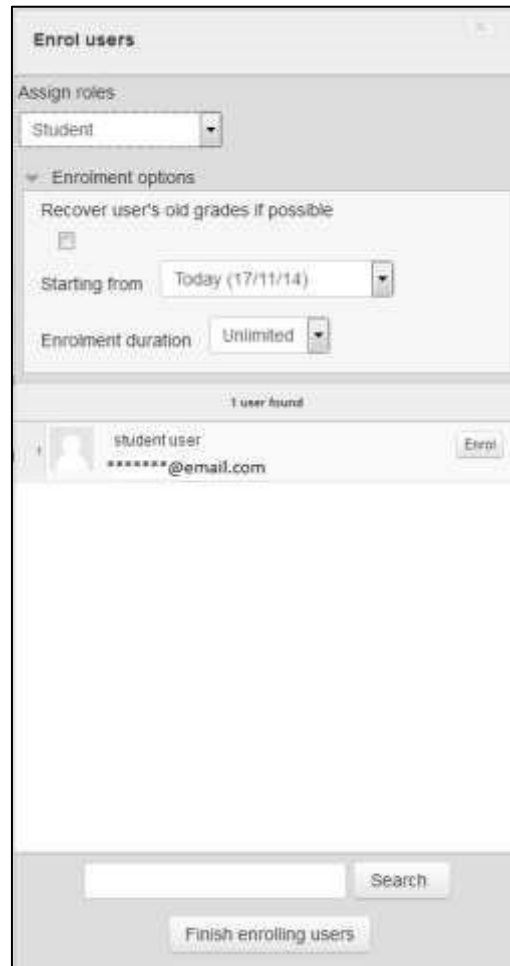 Enrol users
Assign roles
Student
Enrolment options
Recover user's old grades if possible
Starting from Today (17/11/14)
Enrolment duration Unlimited
1 user found
1 student user Enrol
*******@email.com
Search
Finish enrolling users